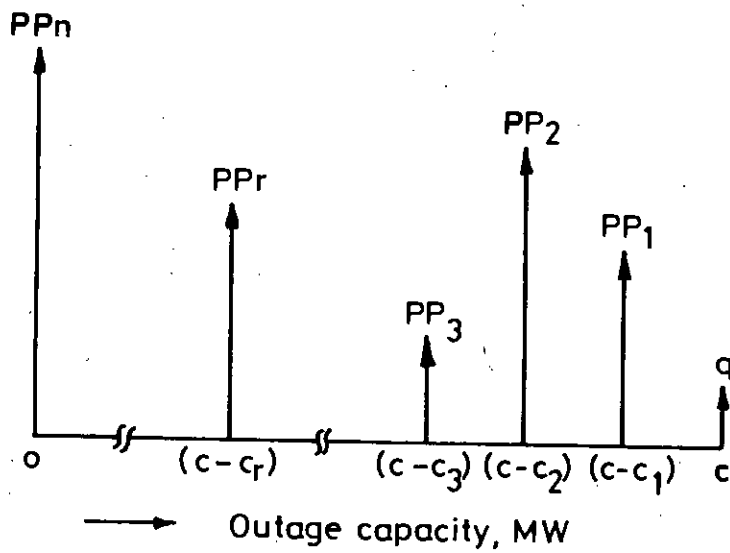 PPn
PP₂
PPr
PP₁
PP₃
q
o
(c-cᵣ)
(c-c₃)
(c-c₂)
(c-c₁)
c
Outage capacity, MW